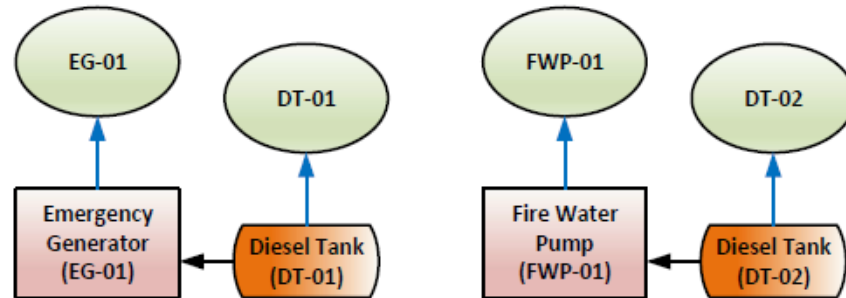 EG-01
DT-01
FWP-01
DT-02
Emergency
Generator
(EG-01)
Diesel Tank
(DT-01)
Fire Water
Pump
(FWP-01)
Diesel Tank
(DT-02)